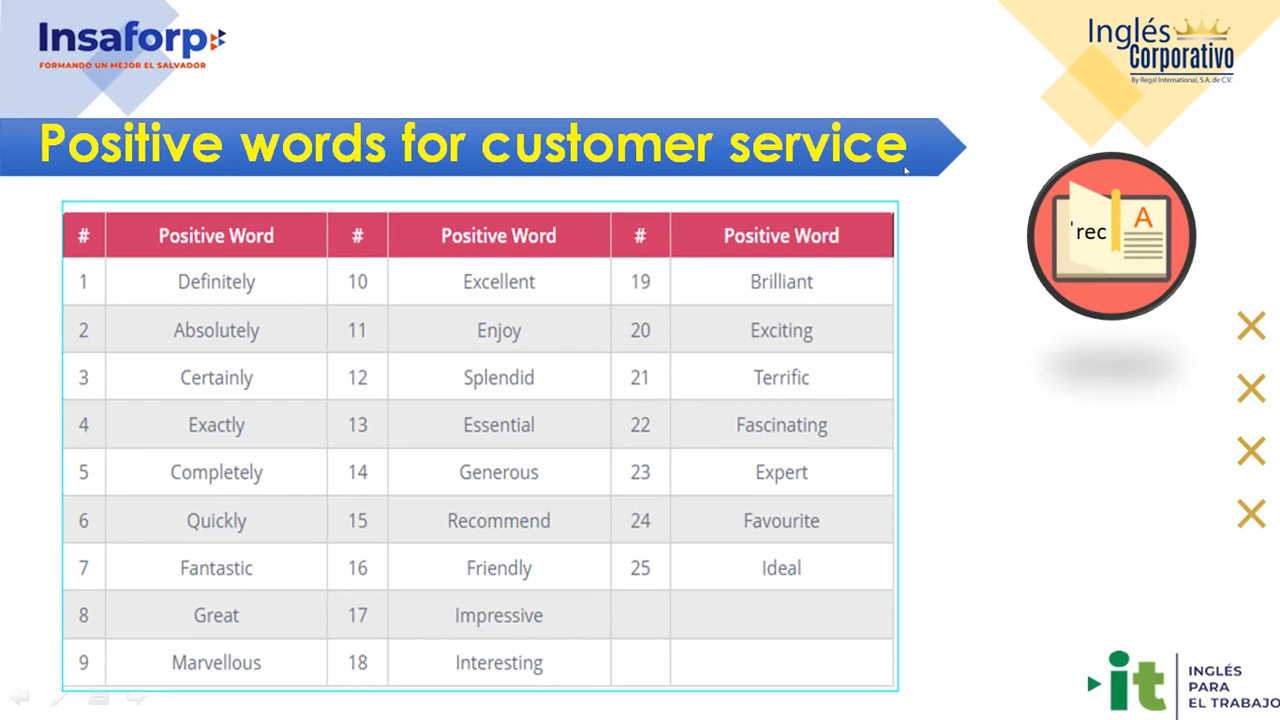 Insaforp
FORMANDO UN MEJOR EL SALVADOR
Inglés
Corporativo
By Regal International, S.A. de C.V.
Positive words for customer service
'rec A
# Positive Word # Positive Word # Positive Word
1 Definitely 10 Excellent 19 Brilliant
2 Absolutely 11 Enjoy 20 Exciting
3 Certainly 12 Splendid 21 Terrific
4 Exactly 13 Essential 22 Fascinating
5 Completely 14 Generous 23 Expert
6 Quickly 15 Recommend 24 Favourite
7 Fantastic 16 Friendly 25 Ideal
8 Great 17 Impressive
9 Marvellous 18 Interesting
it
INGLÉS
PARA
EL TRABAJO